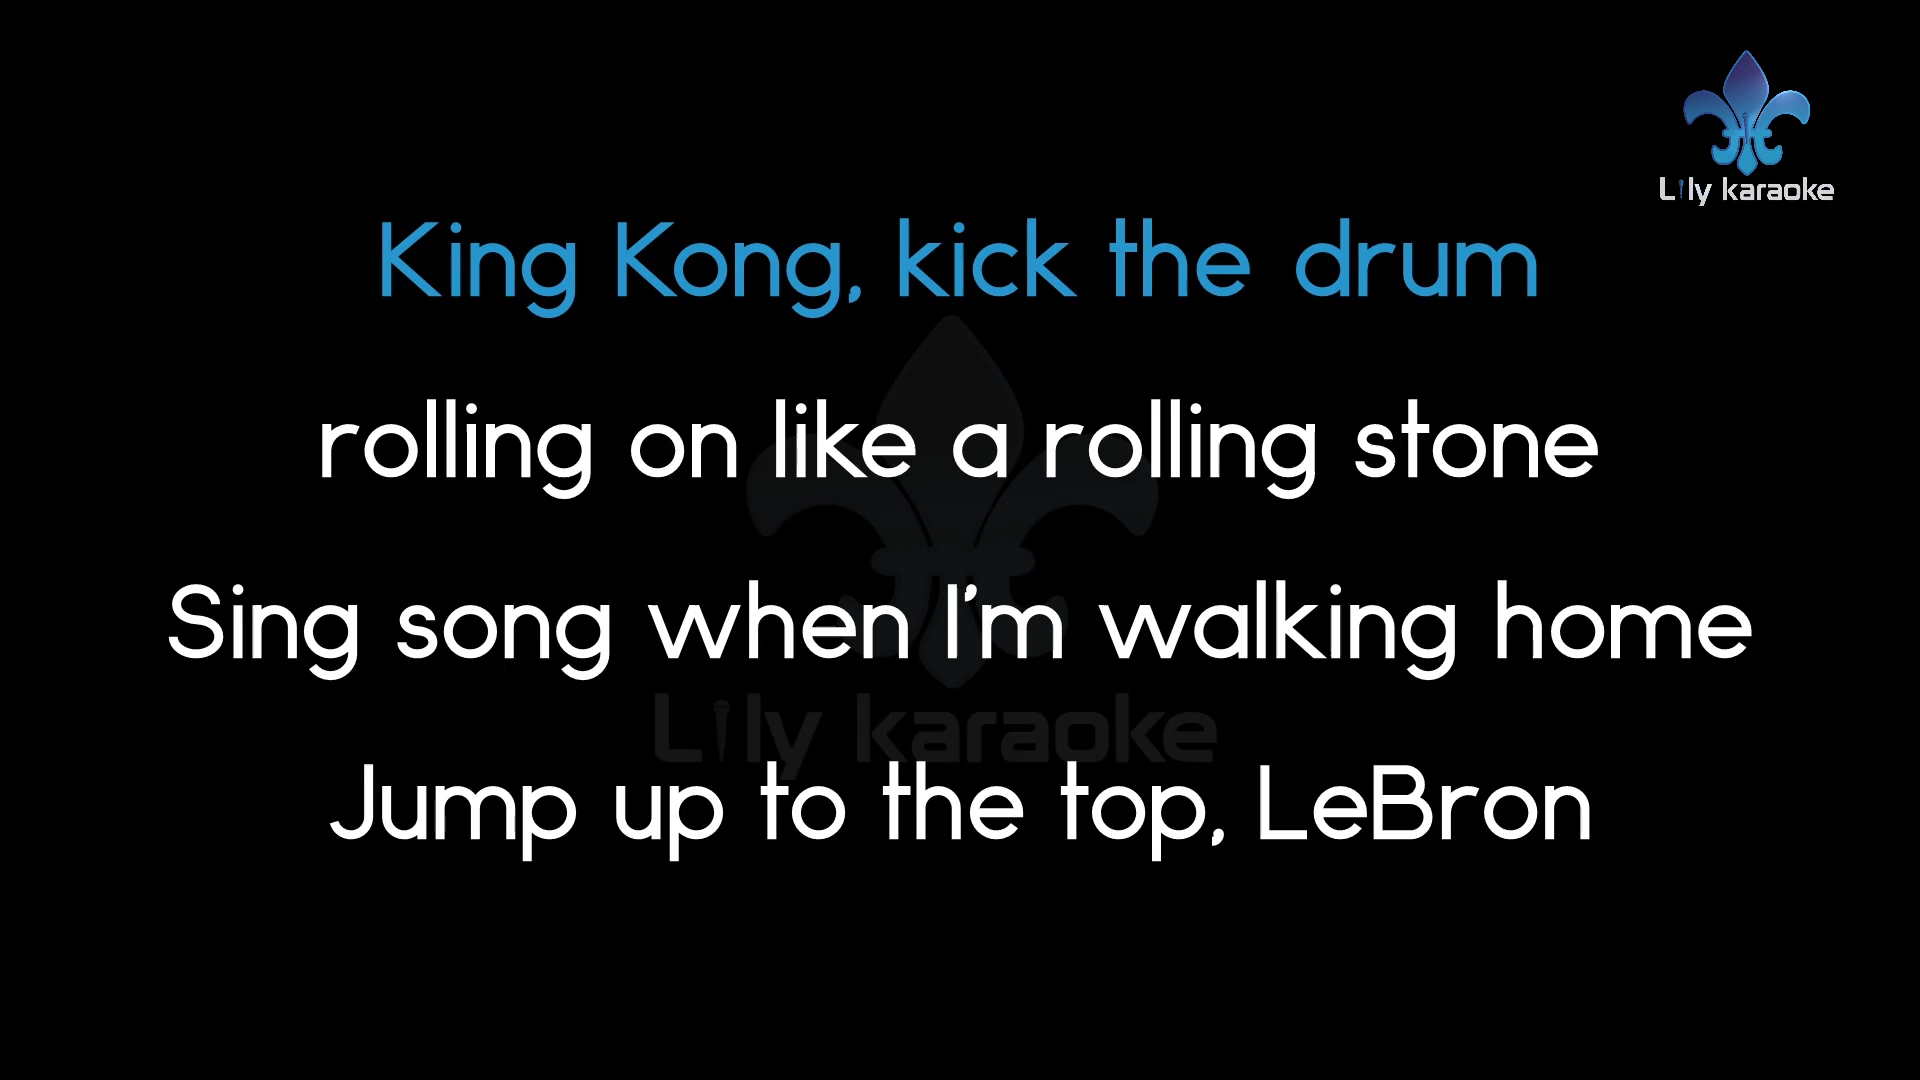 Lily karaoke
King Kong, kick the drum
rolling on like a rolling stone
Sing song when I'm walking home
Lily karaoke
Jump up to the top, LeBron